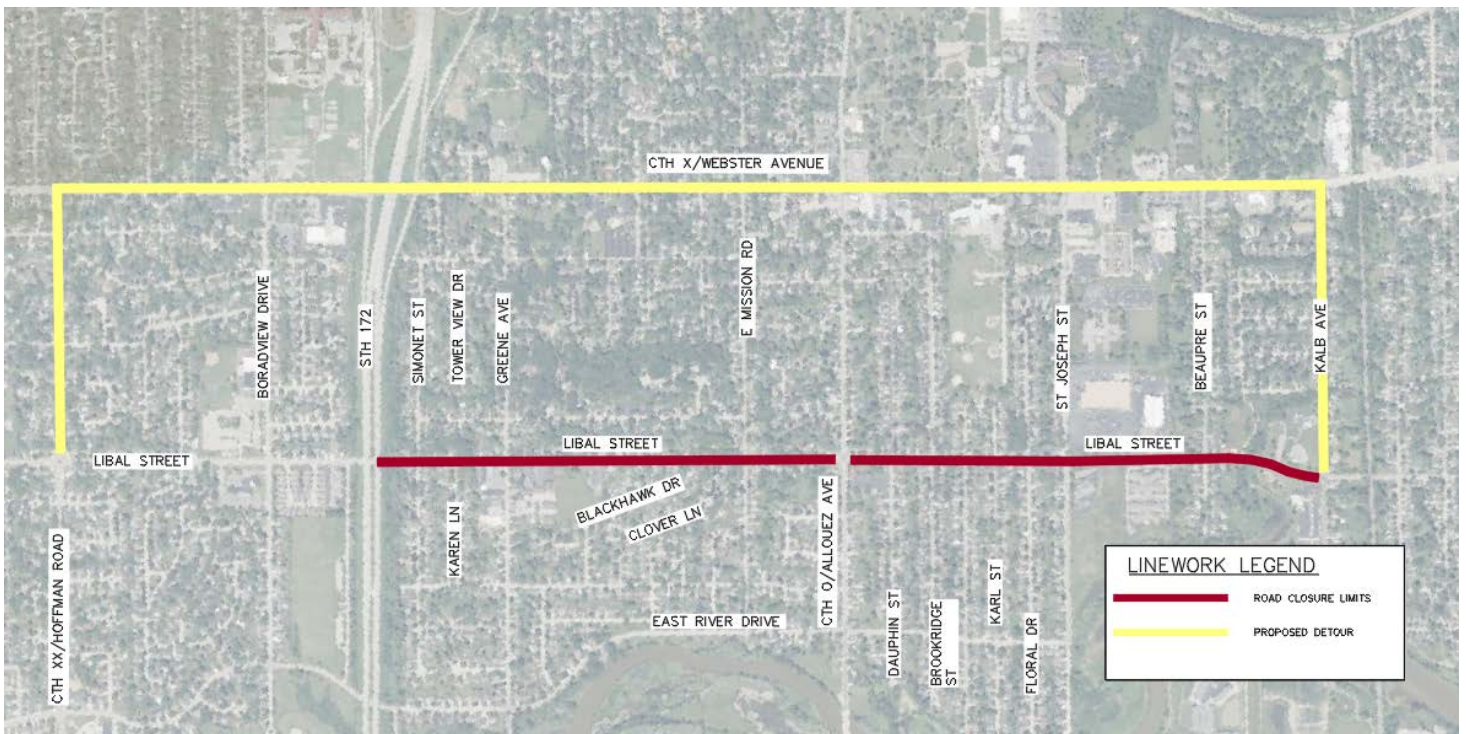 CTH X/WEBSTER AVENUE
BORADVIEW DRIVE
STH 172
SIMONET ST
TOWER VIEW DR
GREENE AVE
E MISSION RD
ST JOSEPH ST
BEAUPRE ST
KALB AVE
LIBAL STREET
LIBAL STREET
LIBAL STREET
CTH XX/HOFFMAN ROAD
KAREN LN
BLACKHAWK DR
CLOVER LN
EAST RIVER DRIVE
CTH O/ALLOUEZ AVE
DAUPHIN ST
BROOKRIDGE
ST
KARL ST
FLORAL DR
LINEWORK LEGEND
ROAD CLOSURE LIMITS
PROPOSED DETOUR